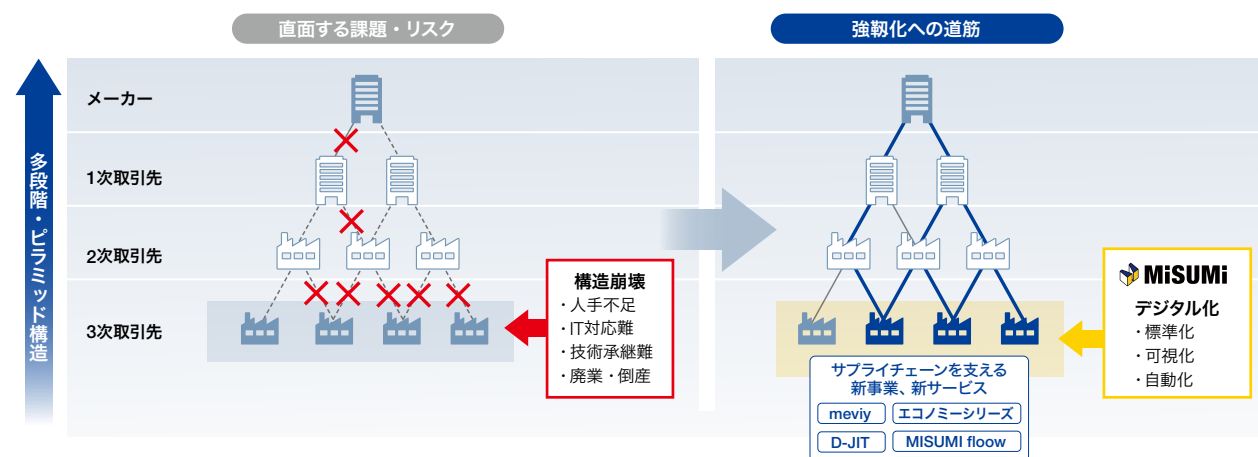 直面する課題・リスク
強靱化への道筋
多段階・ピラミッド構造
メーカー
1次取引先
2次取引先
3次取引先
構造崩壊
・人手不足
・IT対応難
・技術承継難
・廃業・倒産
MiSUMi
デジタル化
・標準化
・可視化
・自動化
サプライチェーンを支える
新事業、新サービス
meviy
エコノミーシリーズ
D-JIT
MISUMI floow